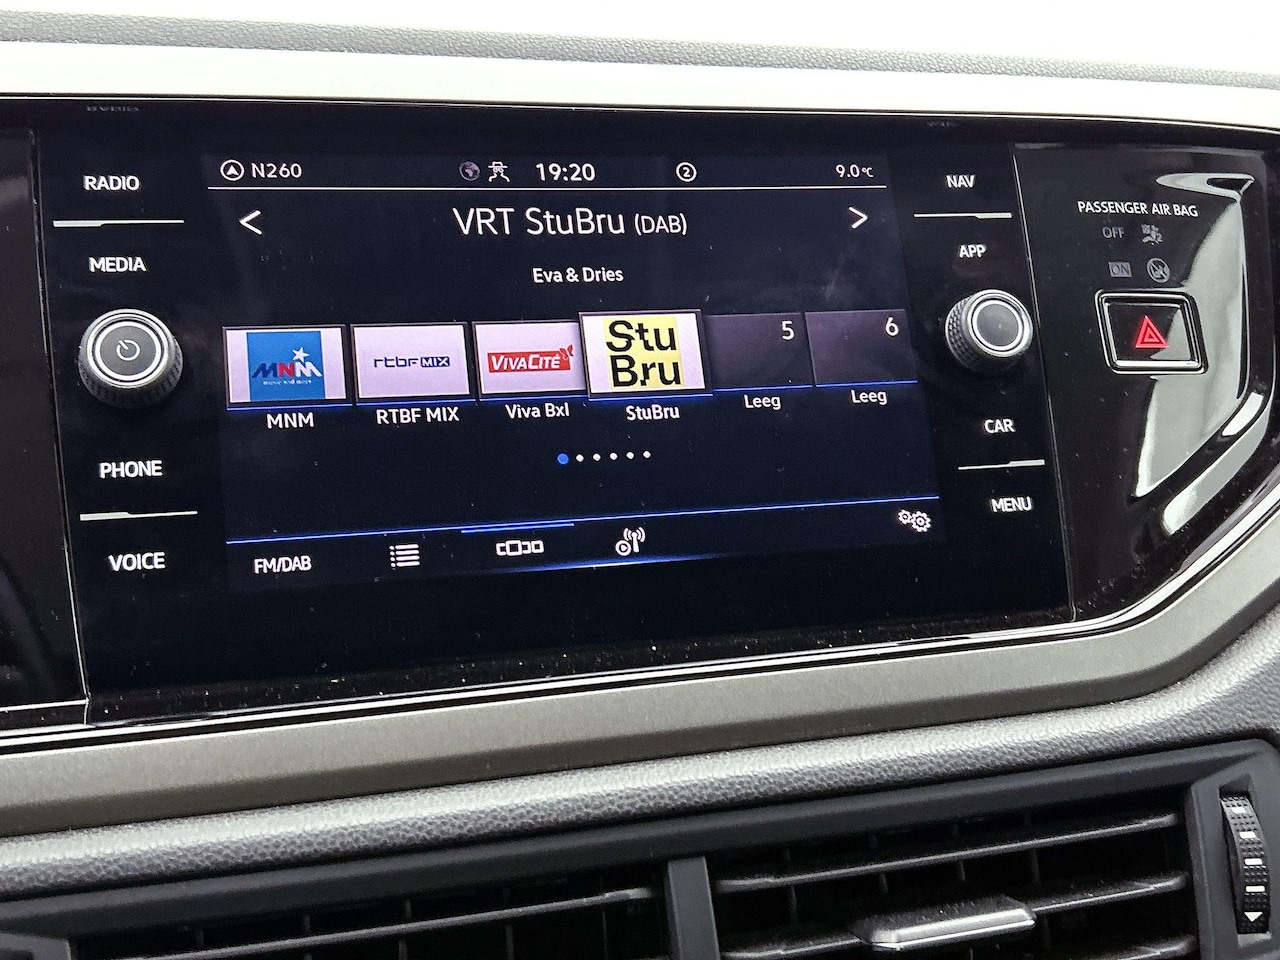 RADIO
MEDIA
PHONE
VOICE
N260
19:20
2
9.0°C
VRT StuBru (DAB)
Eva & Dries
MNM
RTBF MIX
VIVACITÉ
Stu
Bru
5
6
MNM
RTBF MIX
Viva Bxl
StuBru
Leeg
Leeg
FM/DAB
NAV
APP
CAR
MENU
PASSENGER AIR BAG
OFF
ON